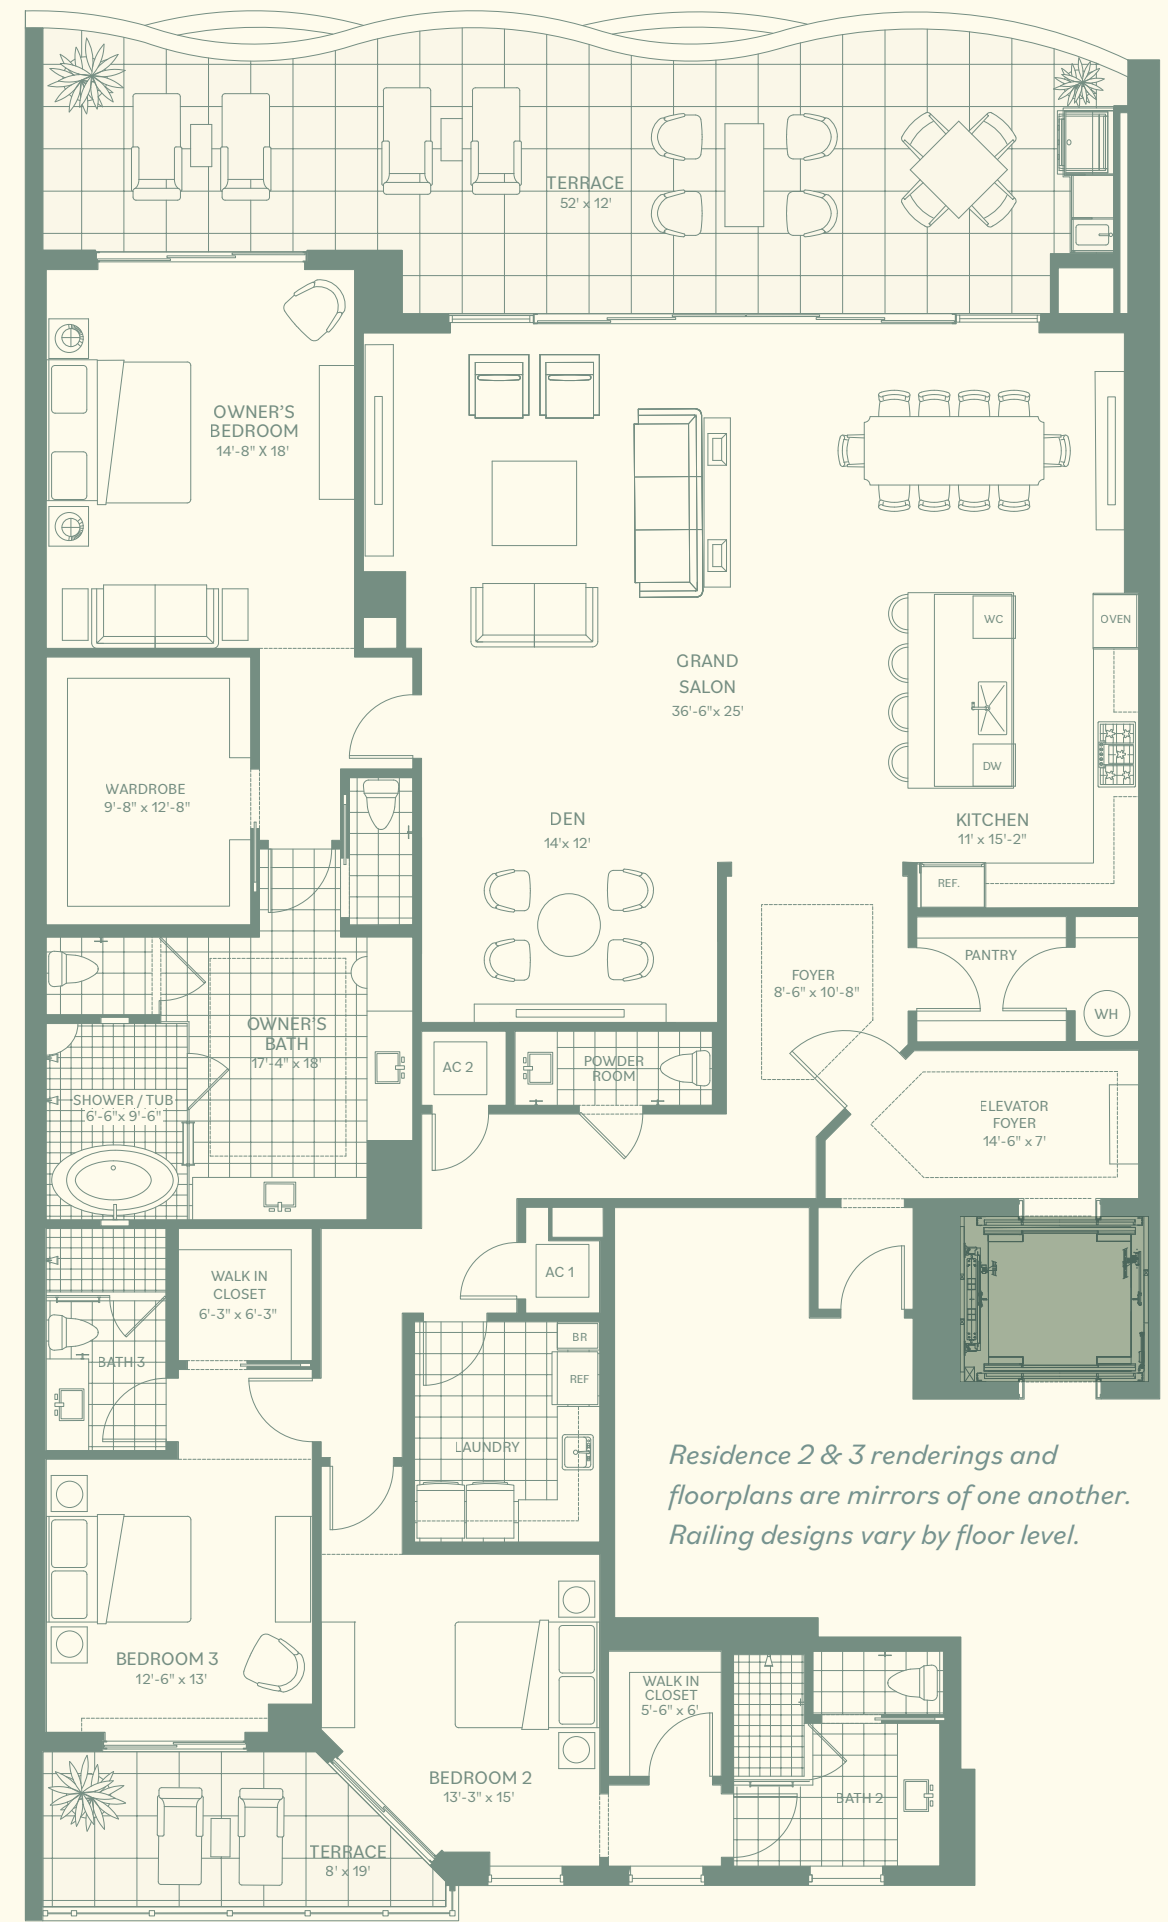 TERRACE
52' x 12'
OWNER'S
BEDROOM
14'-8" X 18'
WC
OVEN
GRAND
SALON
36'-6"x 25'
DW
WARDROBE
9'-8" x 12'-8"
DEN
14'x 12'
KITCHEN
11' x 15'-2"
REF.
PANTRY
FOYER
8'-6" x 10'-8"
WH
OWNER'S
BATH
17'-4" x 18'
AC 2
POWDER
ROOM
SHOWER / TUB
6'-6"x 9'-6"
ELEVATOR
FOYER
14'-6" x 7'
AC 1
WALK IN
CLOSET
6'-3" x 6'-3"
BR
BATH 3
REF
LAUNDRY
Residence 2 & 3 renderings and
floorplans are mirrors of one another.
Railing designs vary by floor level.
BEDROOM 3
12'-6" x 13'
WALK IN
CLOSET
5'-6" x 6'
BEDROOM 2
13'-3" x 15'
BATH 2
TERRACE
8' x 19'